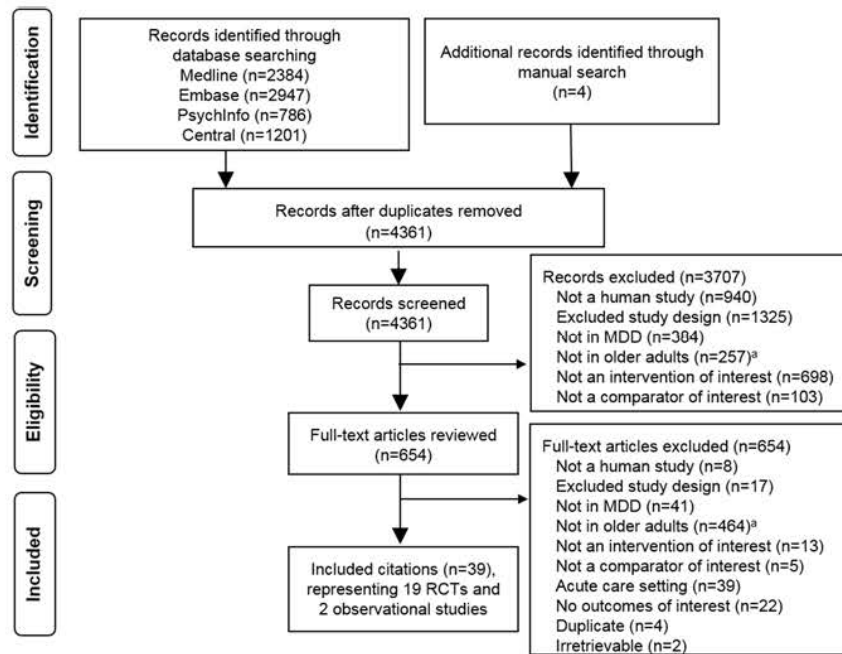 Identification
Records identified through
database searching
Medline (n=2384)
Embase (n=2947)
PsychInfo (n=786)
Central (n=1201)
Additional records identified through
manual search
(n=4)
Screening
Records after duplicates removed
(n=4361)
Records screened
(n=4361)
Records excluded (n=3707)
Not a human study (n=940)
Excluded study design (n=1325)
Not in MDD (n=384)
Not in older adults (n=257)ᵃ
Not an intervention of interest (n=698)
Not a comparator of interest (n=103)
Eligibility
Full-text articles reviewed
(n=654)
Full-text articles excluded (n=654)
Not a human study (n=8)
Excluded study design (n=17)
Not in MDD (n=41)
Not in older adults (n=464)ᵃ
Not an intervention of interest (n=13)
Not a comparator of interest (n=5)
Acute care setting (n=39)
No outcomes of interest (n=22)
Duplicate (n=4)
Irretrievable (n=2)
Included
Included citations (n=39),
representing 19 RCTs and
2 observational studies